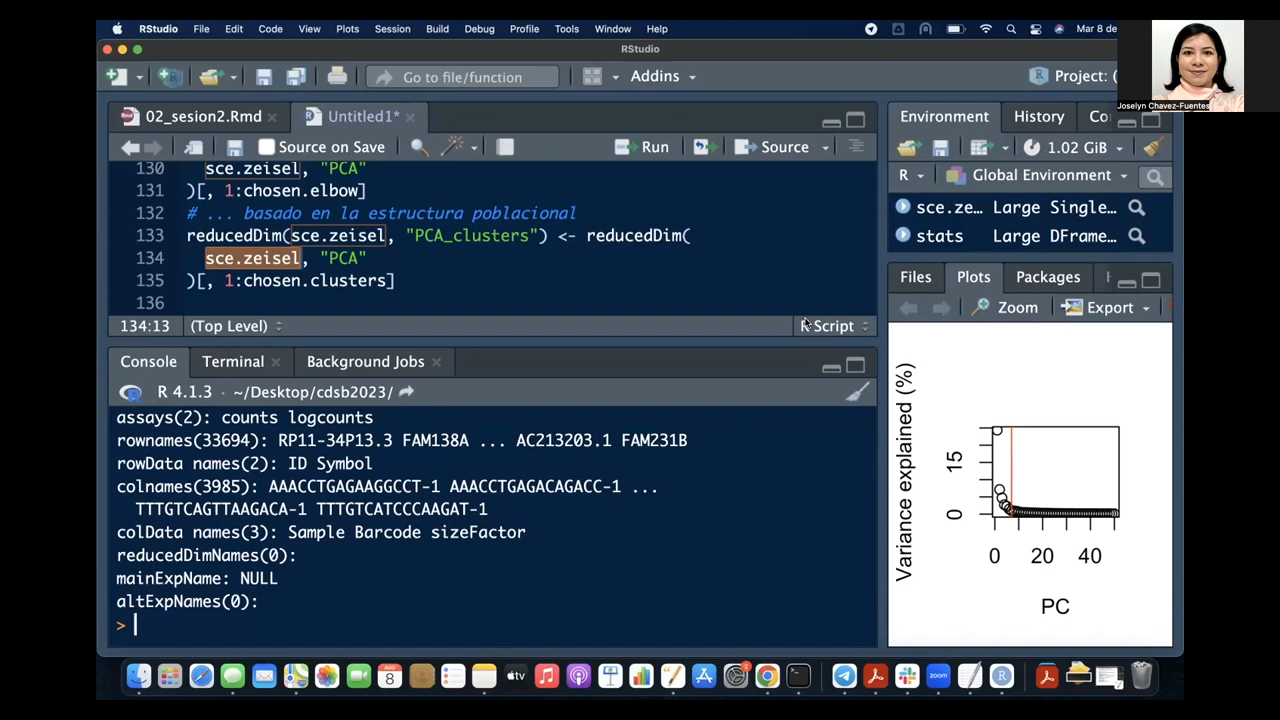 RStudio File Edit Code View Plots Session Build Debug Profile Tools Window Help Mar 8 de
RStudio
Go to file/function Addins Project: (
Joselyn Chavez-Fuentes
02_sesion2.Rmd Untitled1*
Source on Save Run Source
130 sce.zeisel, "PCA"
131 )[, 1:chosen.elbow]
132 # ... basado en la estructura poblacional
133 reducedDim(sce.zeisel, "PCA_clusters") <- reducedDim(
134 sce.zeisel, "PCA"
135 )[, 1:chosen.clusters]
136
134:13 (Top Level) R Script
Console Terminal Background Jobs
R 4.1.3 · ~/Desktop/cdsb2023/
assays(2): counts logcounts
rownames(33694): RP11-34P13.3 FAM138A ... AC213203.1 FAM231B
rowData names(2): ID Symbol
colnames(3985): AAACCTGAGAAGGCCT-1 AAACCTGAGACAGACC-1 ...
TTTGTCAGTTAAGACA-1 TTTGTCATCCCAAGAT-1
colData names(3): Sample Barcode sizeFactor
reducedDimNames(0):
mainExpName: NULL
altExpNames(0):
>
Environment History Co
1.02 GiB
R Global Environment
sce.ze… Large Single…
stats Large DFrame…
Files Plots Packages
Zoom Export
Variance explained (%)
15
0
0 20 40
PC
AGO
8
tv
2
zoom